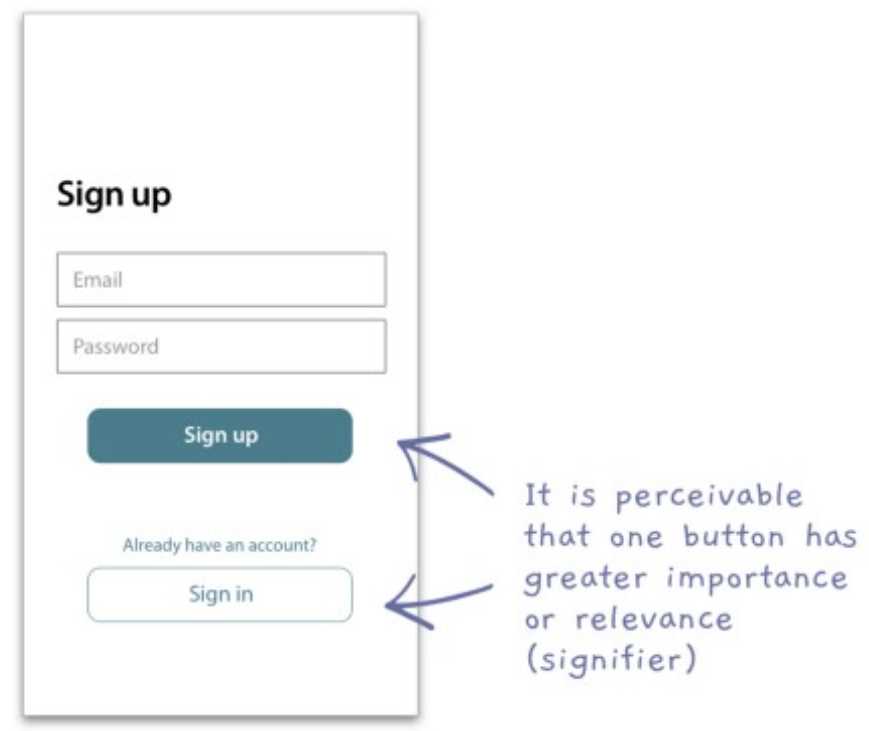 Sign up
Email
Password
Sign up
Already have an account?
Sign in
It is perceivable
that one button has
greater importance
or relevance
(signifier)